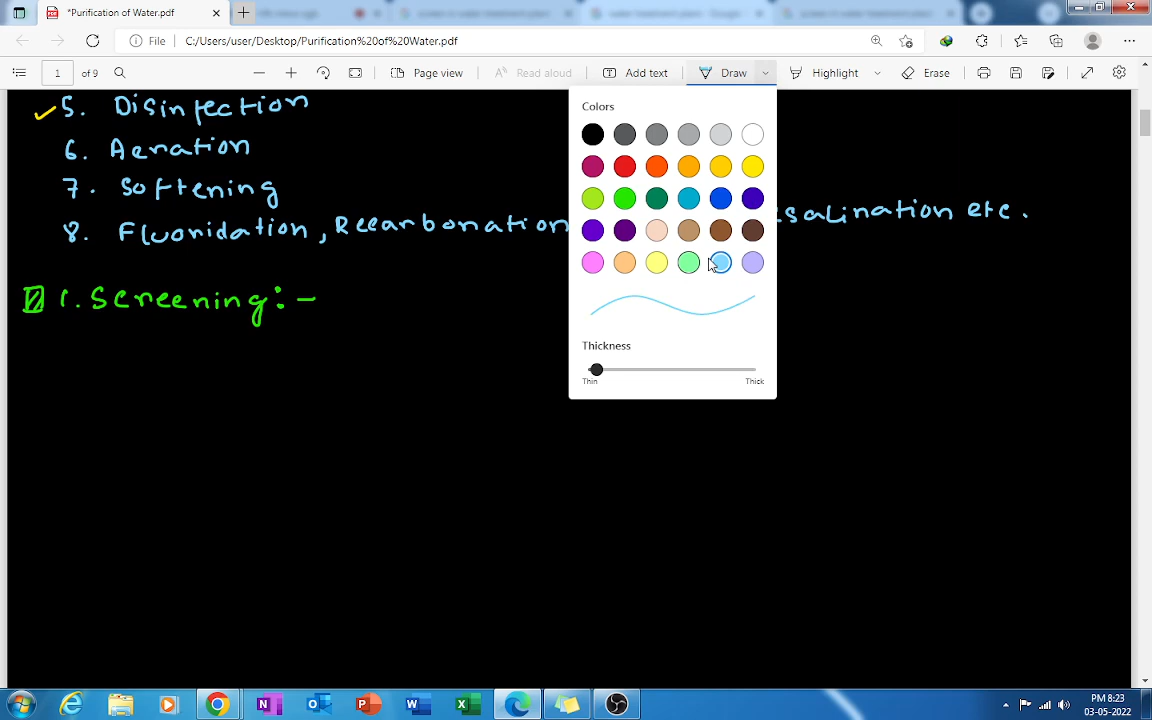 *Purification of Water.pdf
File C:/Users/user/Desktop/Purification%20of%20Water.pdf
1 of 9 Page view Read aloud Add text Draw Highlight Erase
5. Disinfection
6. Aeration
7. Softening
8. Fluoridation, Recarbonation salination etc.
1. Screening:-
Colors
Thickness
Thin Thick
PM 8:23
03-05-2022